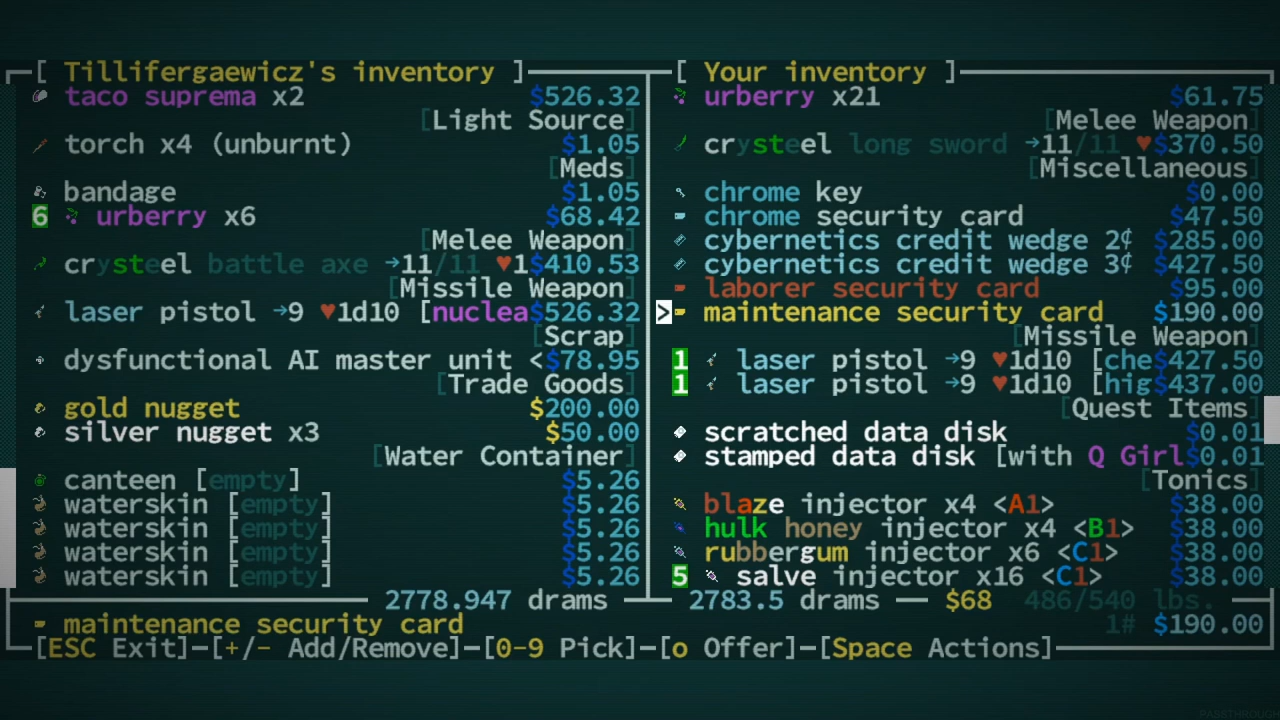 [ Tillifergaewicz's inventory ]
taco suprema x2 $526.32
[Light Source]
torch x4 (unburnt) $1.05
[Meds]
bandage $1.05
6 urberry x6 $68.42
[Melee Weapon]
crysteel battle axe →11/11 ♥1$410.53
[Missile Weapon]
laser pistol →9 ♥1d10 [nuclea$526.32
[Scrap]
dysfunctional AI master unit <$78.95
[Trade Goods]
gold nugget $200.00
silver nugget x3 $50.00
[Water Container]
canteen [empty] $5.26
waterskin [empty] $5.26
waterskin [empty] $5.26
waterskin [empty] $5.26
waterskin [empty] $5.26
2778.947 drams
[ Your inventory ]
urberry x21 $61.75
[Melee Weapon]
crysteel long sword →11/11 ♥$370.50
[Miscellaneous]
chrome key $0.00
chrome security card $47.50
cybernetics credit wedge 2¢ $285.00
cybernetics credit wedge 3¢ $427.50
laborer security card $95.00
> maintenance security card $190.00
[Missile Weapon]
1 laser pistol →9 ♥1d10 [che$427.50
1 laser pistol →9 ♥1d10 [hig$437.00
[Quest Items]
scratched data disk $0.01
stamped data disk [with Q Girl$0.01
[Tonics]
blaze injector x4 <A1> $38.00
hulk honey injector x4 <B1> $38.00
rubbergum injector x6 <C1> $38.00
5 salve injector x16 <C1> $38.00
2783.5 drams — $68 486/540 lbs.
maintenance security card 1# $190.00
[ESC Exit]—[+/- Add/Remove]—[0-9 Pick]—[o Offer]—[Space Actions]